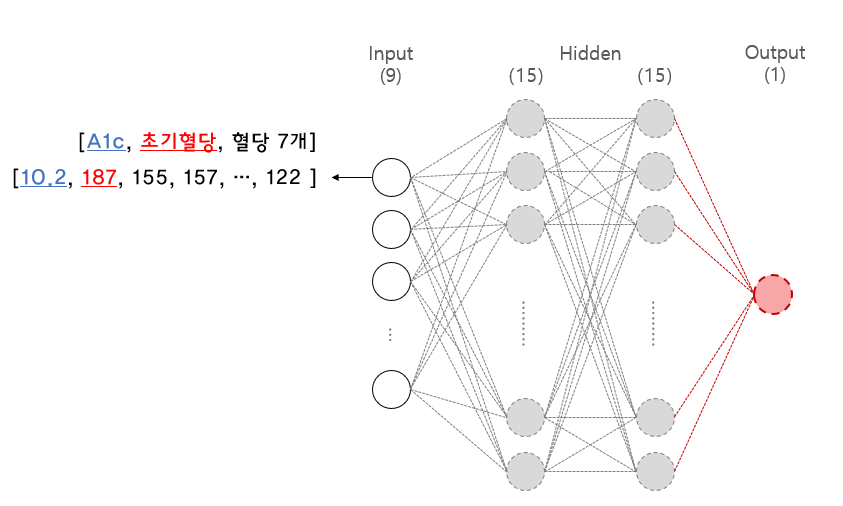 Input
(9)
Hidden
(15)
(15)
Output
(1)
[A1c, 초기혈당, 혈당 7개]
[10.2, 187, 155, 157, ···, 122 ]